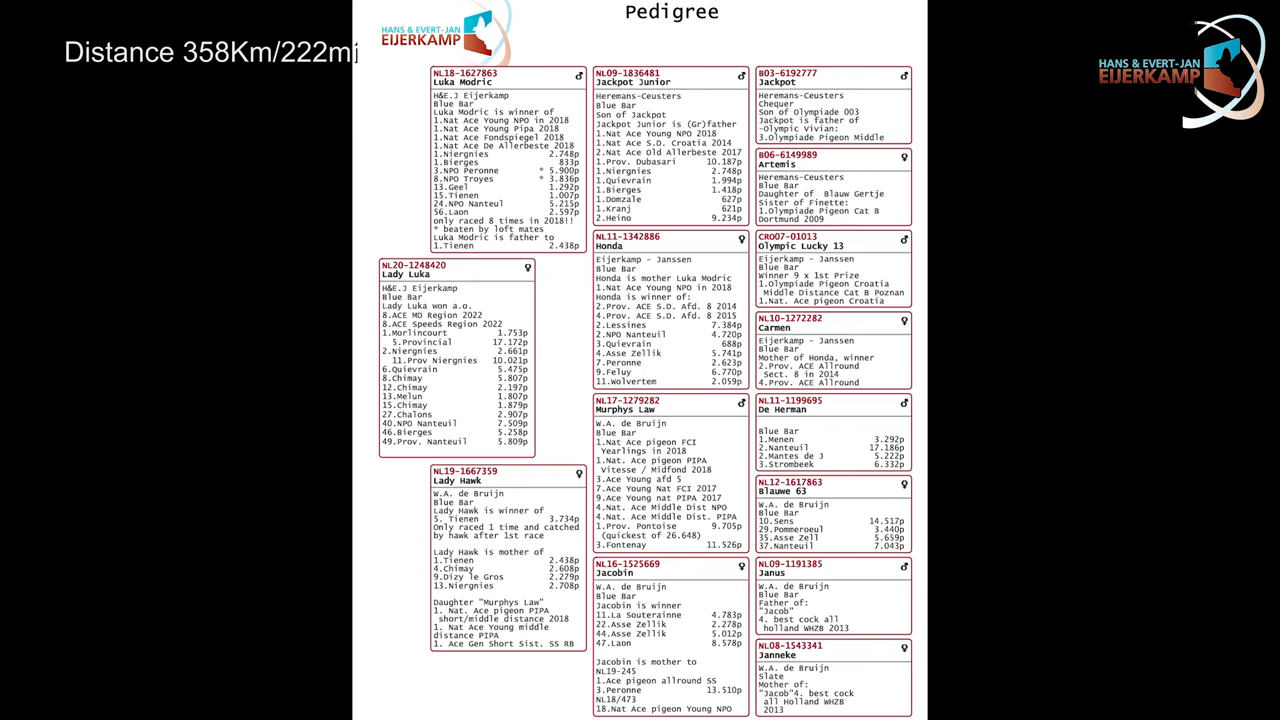 Pedigree
HANS & EVERT-JAN
EIJERKAMP
Distance 358Km/222mi
HANS & EVERT-JAN
EIJERKAMP
NL18-1627863 ♂
Luka Modric
H&E.J Eijerkamp
Blue Bar
Luka Modric is winner of
1.Nat Ace Young NPO in 2018
1.Nat Ace Young Pipa 2018
1.Nat Ace Fondspiegel 2018
1.Nat Ace De Allerbeste 2018
1.Niergnies 2.748p
1.Bierges 833p
3.NPO Peronne * 5.900p
8.NPO Troyes * 3.836p
13.Geel 1.292p
15.Tienen 1.007p
24.NPO Nanteul 5.215p
56.Laon 2.597p
only raced 8 times in 2018!!
* beaten by loft mates
Luka Modric is father to
1.Tienen 2.438p
NL20-1248420 ♀
Lady Luka
H&E.J Eijerkamp
Blue Bar
Lady Luka won a.o.
8.ACE MD Region 2022
8.ACE Speeds Region 2022
1.Morlincourt 1.753p
5.Provincial 17.172p
2.Niergnies 2.661p
11.Prov Niergnies 10.021p
6.Quievrain 5.475p
8.Chimay 5.807p
12.Chimay 2.197p
13.Melun 1.807p
15.Chimay 1.879p
27.Chalons 2.907p
40.NPO Nanteuil 7.509p
46.Bierges 5.258p
49.Prov. Nanteuil 5.809p
NL19-1667359 ♀
Lady Hawk
W.A. de Bruijn
Blue Bar
Lady Hawk is winner of
5. Tienen 3.734p
Only raced 1 time and catched
by hawk after 1st race
Lady Hawk is mother of
1.Tienen 2.438p
4.Chimay 2.608p
9.Dizy le Gros 2.279p
13.Niergnies 2.708p
Daughter "Murphys Law"
1. Nat. Ace pigeon PIPA
short/middle distance 2018
1. Nat Ace Young middle
distance PIPA
1. Ace Gen Short Sist. SS RB
NL09-1836481 ♂
Jackpot Junior
Heremans-Ceusters
Blue Bar
Son of Jackpot
Jackpot Junior is (Gr)father
1.Nat Ace Young NPO 2018
1.Nat Ace S.D. Croatia 2014
2.Nat Ace Old Allerbeste 2017
1.Prov. Dubasari 10.187p
1.Niergnies 2.748p
1.Quievrain 1.994p
1.Bierges 1.418p
1.Domzale 627p
1.Kranj 621p
2.Heino 9.234p
NL11-1342886 ♀
Honda
Eijerkamp - Janssen
Blue Bar
Honda is mother Luka Modric
1.Nat Ace Young NPO in 2018
Honda is winner of:
2.Prov. ACE S.D. Afd. 8 2014
4.Prov. ACE S.D. Afd. 8 2015
2.Lessines 7.384p
2.NPO Nanteuil 4.720p
3.Quievrain 688p
4.Asse Zellik 5.741p
7.Peronne 2.623p
9.Feluy 6.770p
11.Wolvertem 2.059p
NL17-1279282 ♂
Murphys Law
W.A. de Bruijn
Blue Bar
1.Nat Ace pigeon FCI
Yearlings in 2018
1.Nat. Ace pigeon PIPA
Vitesse / Midfond 2018
3.Ace Young afd 5
7.Ace Young Nat FCI 2017
9.Ace Young nat PIPA 2017
4.Nat. Ace Middle Dist NPO
4.Nat. Ace Middle Dist. PIPA
1.Prov. Pontoise 9.705p
(quickest of 26.648)
3.Fontenay 11.526p
NL16-1525669 ♀
Jacobin
W.A. de Bruijn
Blue Bar
Jacobin is winner
11.La Souterainne 4.783p
22.Asse Zellik 2.278p
44.Asse Zellik 5.012p
47.Laon 8.578p
Jacobin is mother to
NL19-245
1.Ace pigeon allround SS
3.Peronne 13.510p
NL18/473
18.Nat Ace pigeon Young NPO
B03-6192777 ♂
Jackpot
Heremans-Ceusters
Chequer
Son of Olympiade 003
Jackpot is father of
-Olympic Vivian:
3.Olympiade Pigeon Middle
B06-6149989 ♀
Artemis
Heremans-Ceusters
Blue Bar
Daughter of Blauw Gertje
Sister of Finette:
1.Olympiade Pigeon Cat B
Dortmund 2009
CRO07-01013 ♂
Olympic Lucky 13
Eijerkamp - Janssen
Blue Bar
Winner 9 x 1st Prize
1.Olympiade Pigeon Croatia
Middle Distance Cat B Poznan
1.Nat. Ace pigeon Croatia
NL10-1272282 ♀
Carmen
Eijerkamp - Janssen
Blue Bar
Mother of Honda, winner
2.Prov. ACE Allround
Sect. 8 in 2014
4.Prov. ACE Allround
NL11-1199695 ♂
De Herman
Blue Bar
1.Menen 3.292p
2.Nanteuil 17.186p
2.Mantes de J 5.222p
3.Strombeek 6.332p
NL12-1617863 ♀
Blauwe 63
W.A. de Bruijn
Blue Bar
10.Sens 14.517p
29.Pommeroeul 3.440p
35.Asse Zell 5.659p
37.Nanteuil 7.043p
NL09-1191385 ♂
Janus
W.A. de Bruijn
Blue Bar
Father of:
"Jacob"
4. best cock all
holland WHZB 2013
NL08-1543341 ♀
Janneke
W.A. de Bruijn
Slate
Mother of:
"Jacob"4. best cock
all Holland WHZB
2013